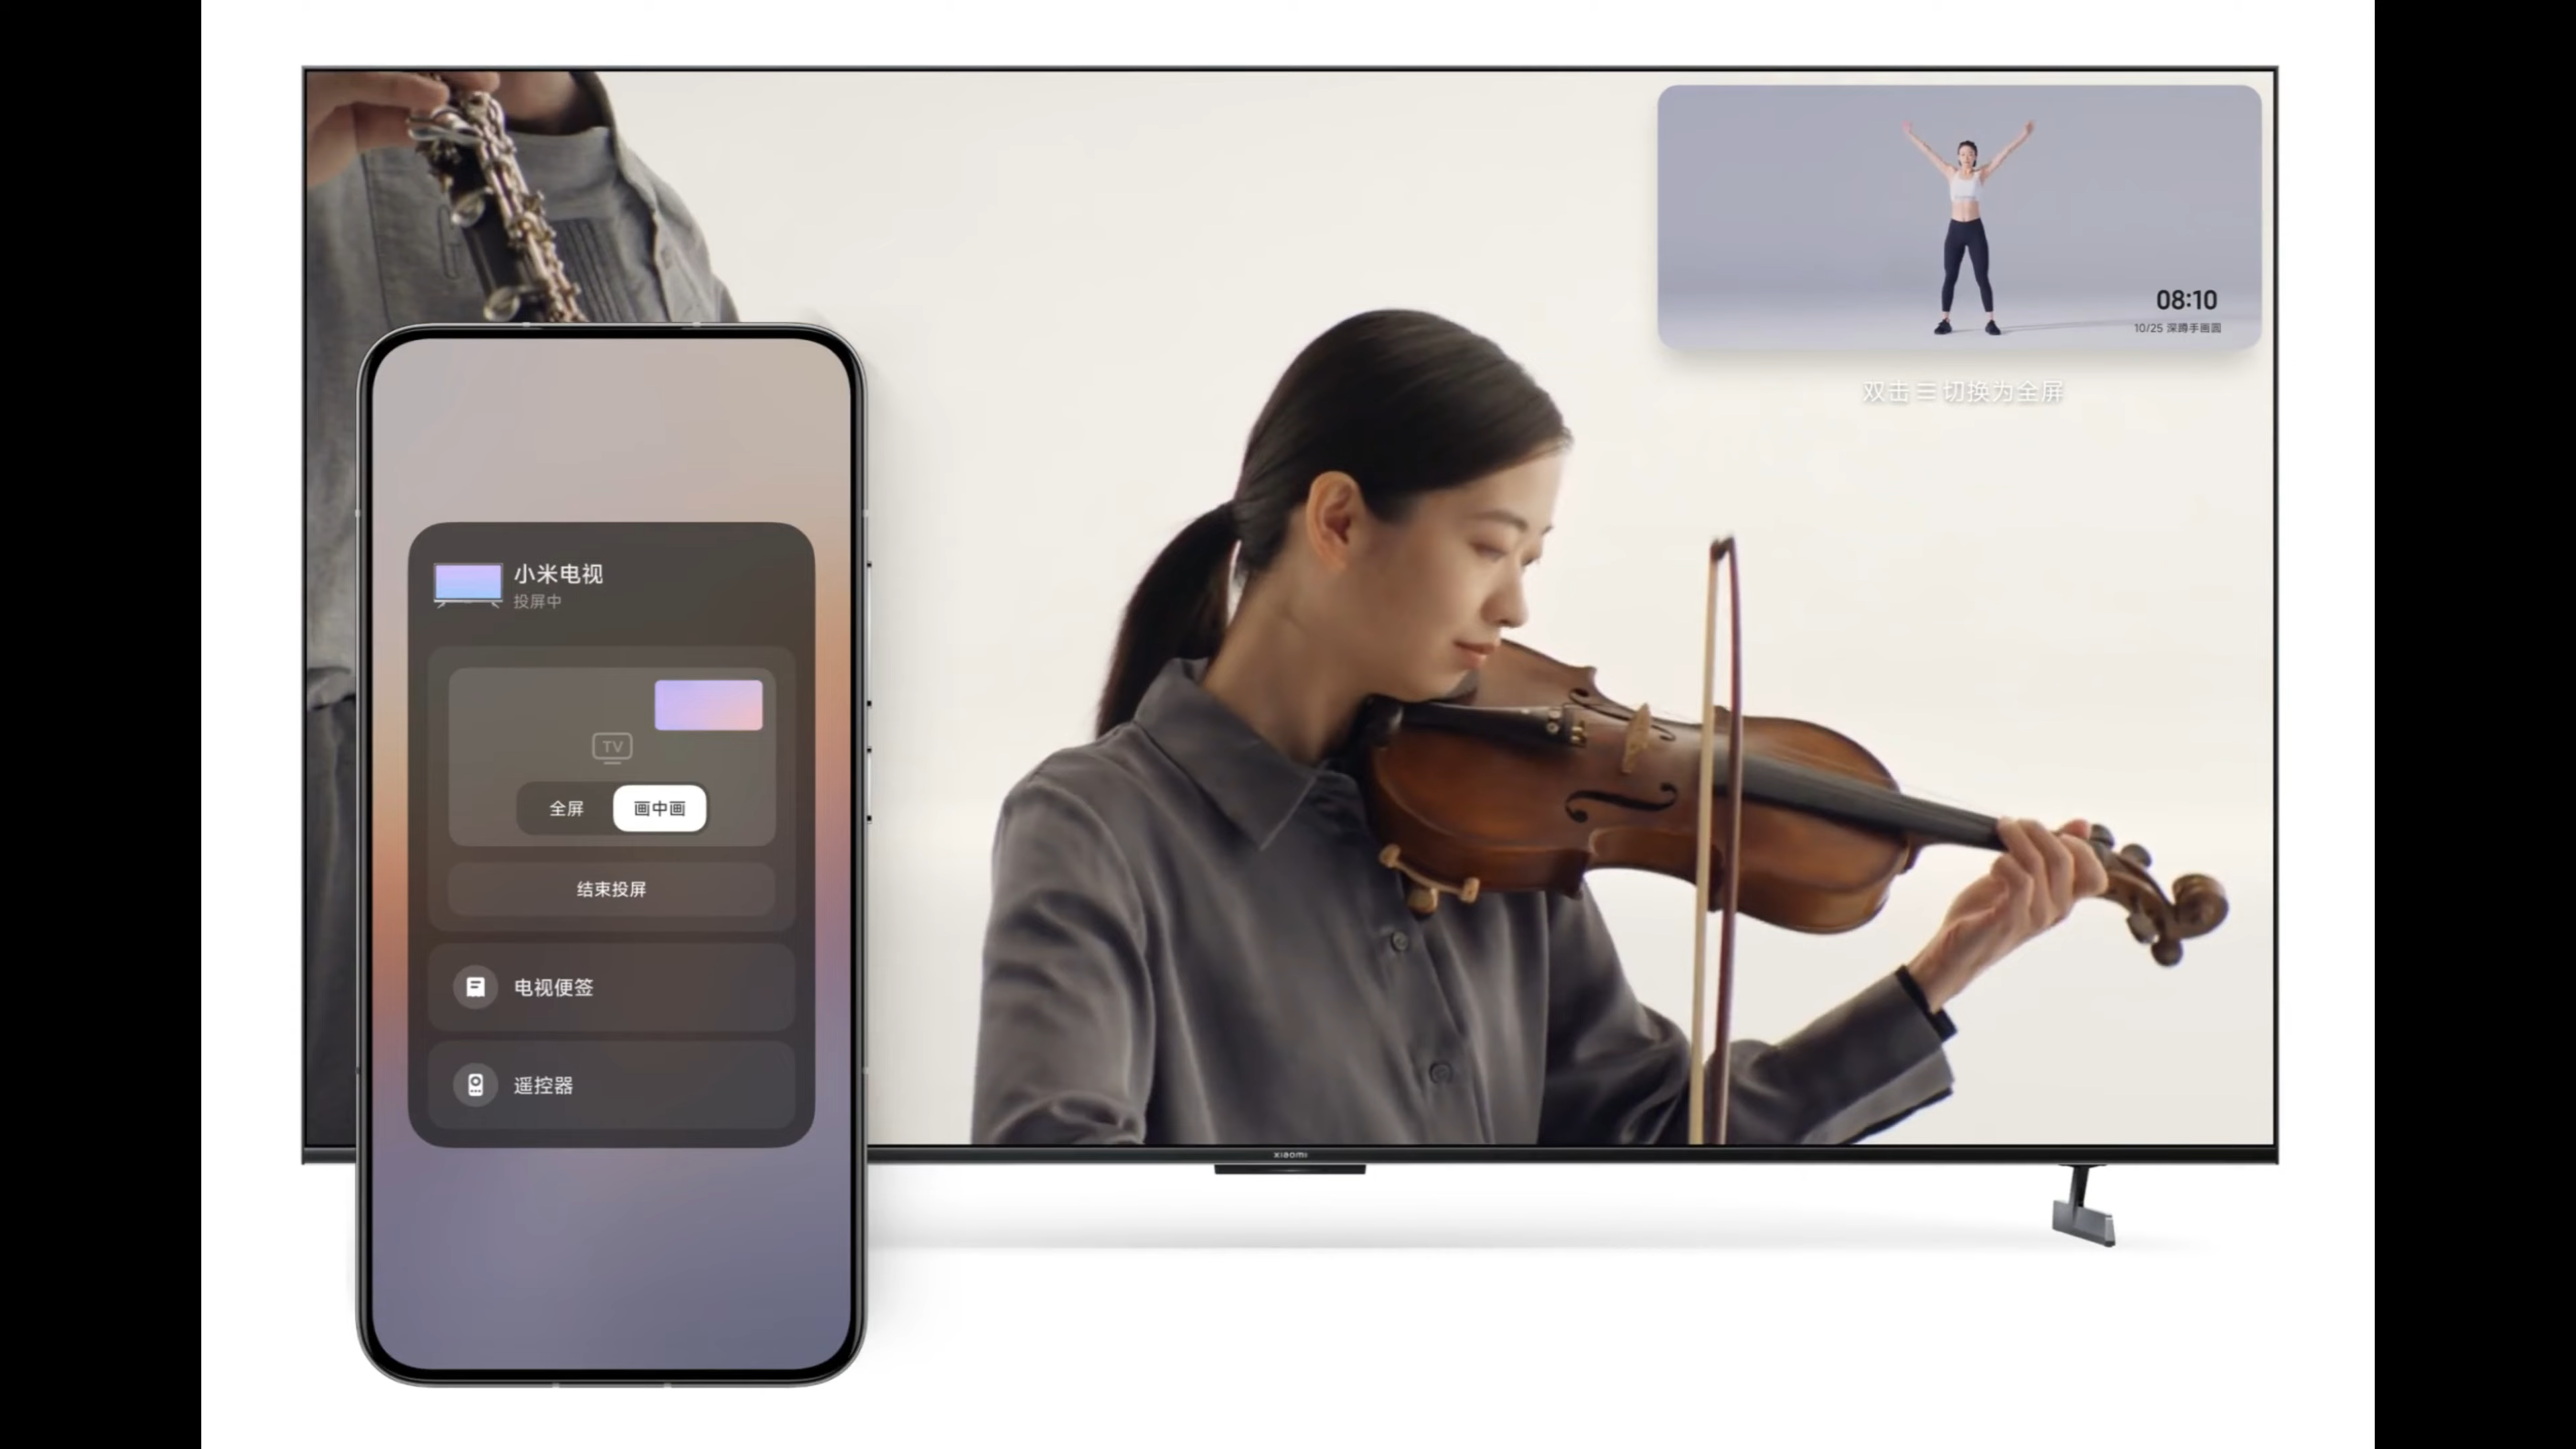 08:10
10/25 深蹲手画圆
双击 ☰ 切换为全屏
小米电视
投屏中
TV
全屏
画中画
结束投屏
电视便签
遥控器
xiaomi